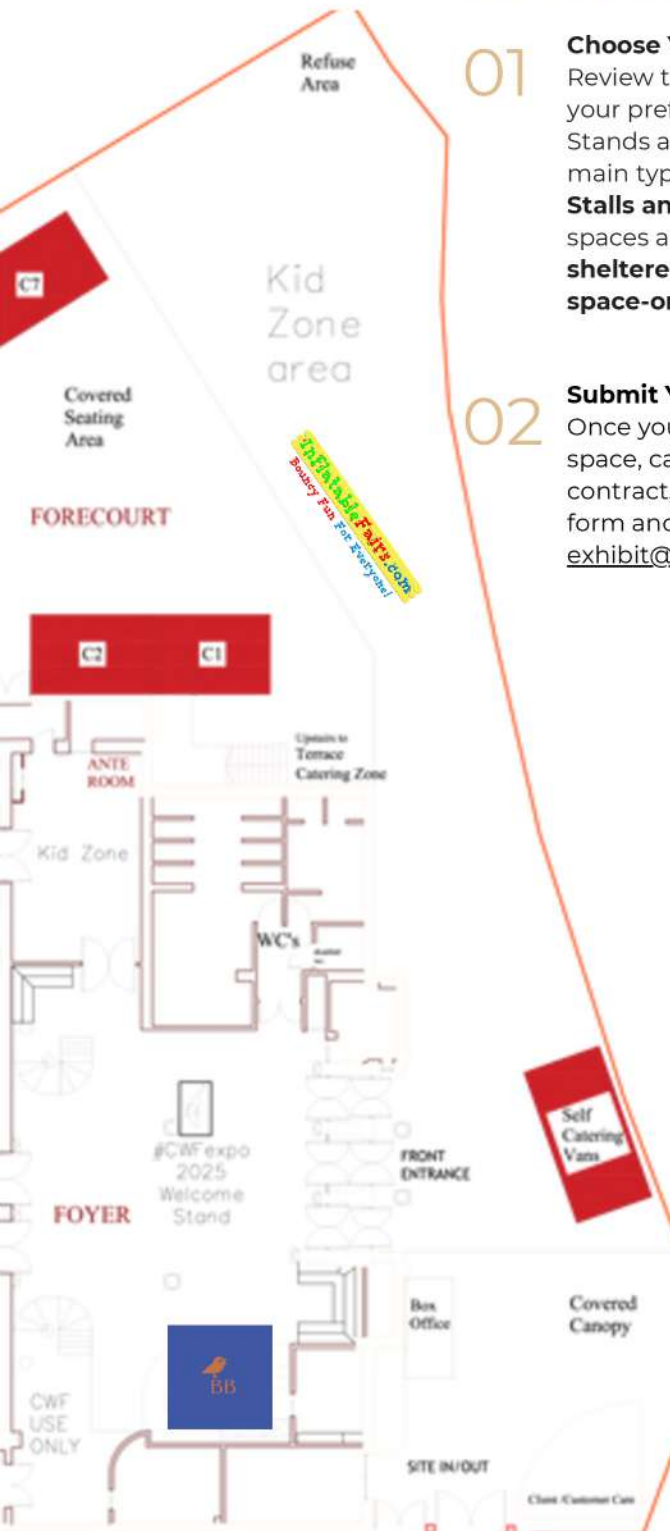 Refuse
Area
01
Choose
Review t
your pref
Stands a
main typ
Stalls an
spaces a
sheltere
space-o
C7
Kid
Zone
area
Covered
Seating
Area
02
Submit
Once you
space, ca
contract
form and
exhibit@
FORECOURT
InflatableFairs.com
Bouncy Fun For Everyone!
C2
C1
ANTE
ROOM
Upstairs to
Terrace
Catering Zone
Kid Zone
WC's
Self
Catering
Vans
#CWFexpo
2025
Welcome
Stand
FRONT
ENTRANCE
FOYER
Box
Office
Covered
Canopy
BB
CWF
USE
ONLY
SITE IN/OUT
Client /Customer Care